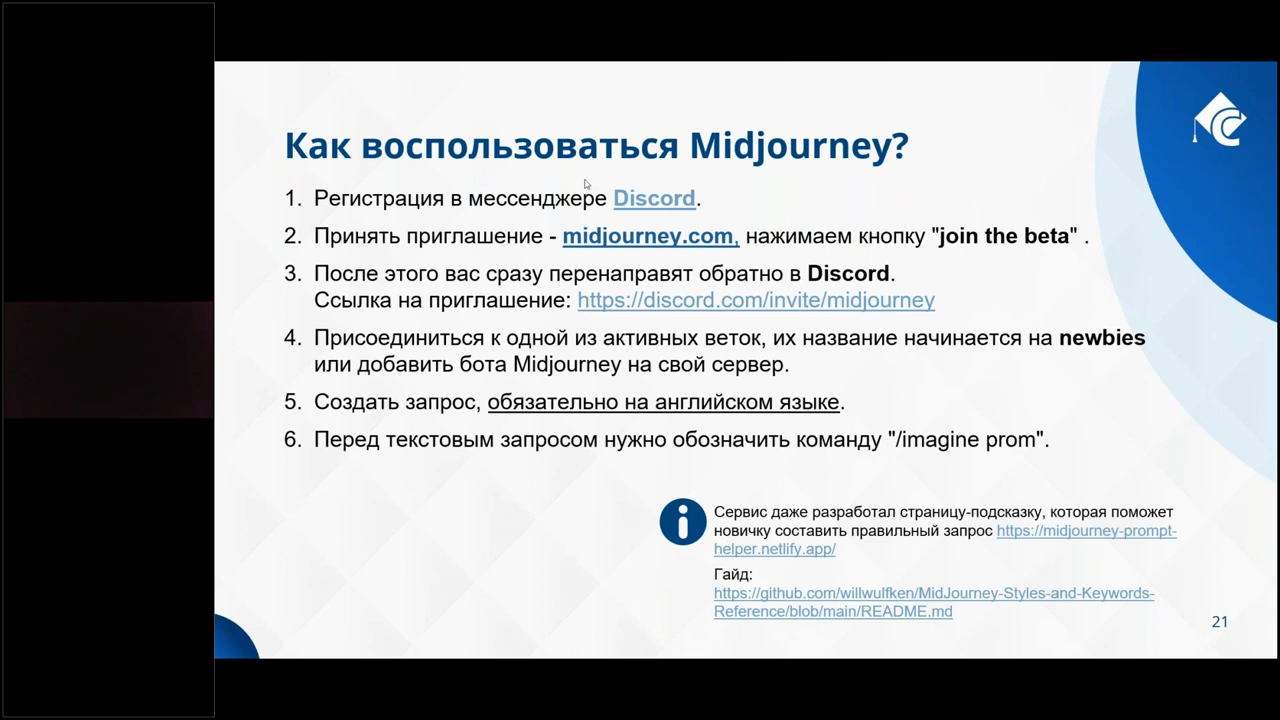 Как воспользоваться Midjourney?
1. Регистрация в мессенджере Discord.
2. Принять приглашение - midjourney.com, нажимаем кнопку "join the beta" .
3. После этого вас сразу перенаправят обратно в Discord.
Ссылка на приглашение: https://discord.com/invite/midjourney
4. Присоединиться к одной из активных веток, их название начинается на newbies
или добавить бота Midjourney на свой сервер.
5. Создать запрос, обязательно на английском языке.
6. Перед текстовым запросом нужно обозначить команду "/imagine prom".
Сервис даже разработал страницу-подсказку, которая поможет
новичку составить правильный запрос https://midjourney-prompt-
helper.netlify.app/
Гайд:
https://github.com/willwulfken/MidJourney-Styles-and-Keywords-
Reference/blob/main/README.md
21